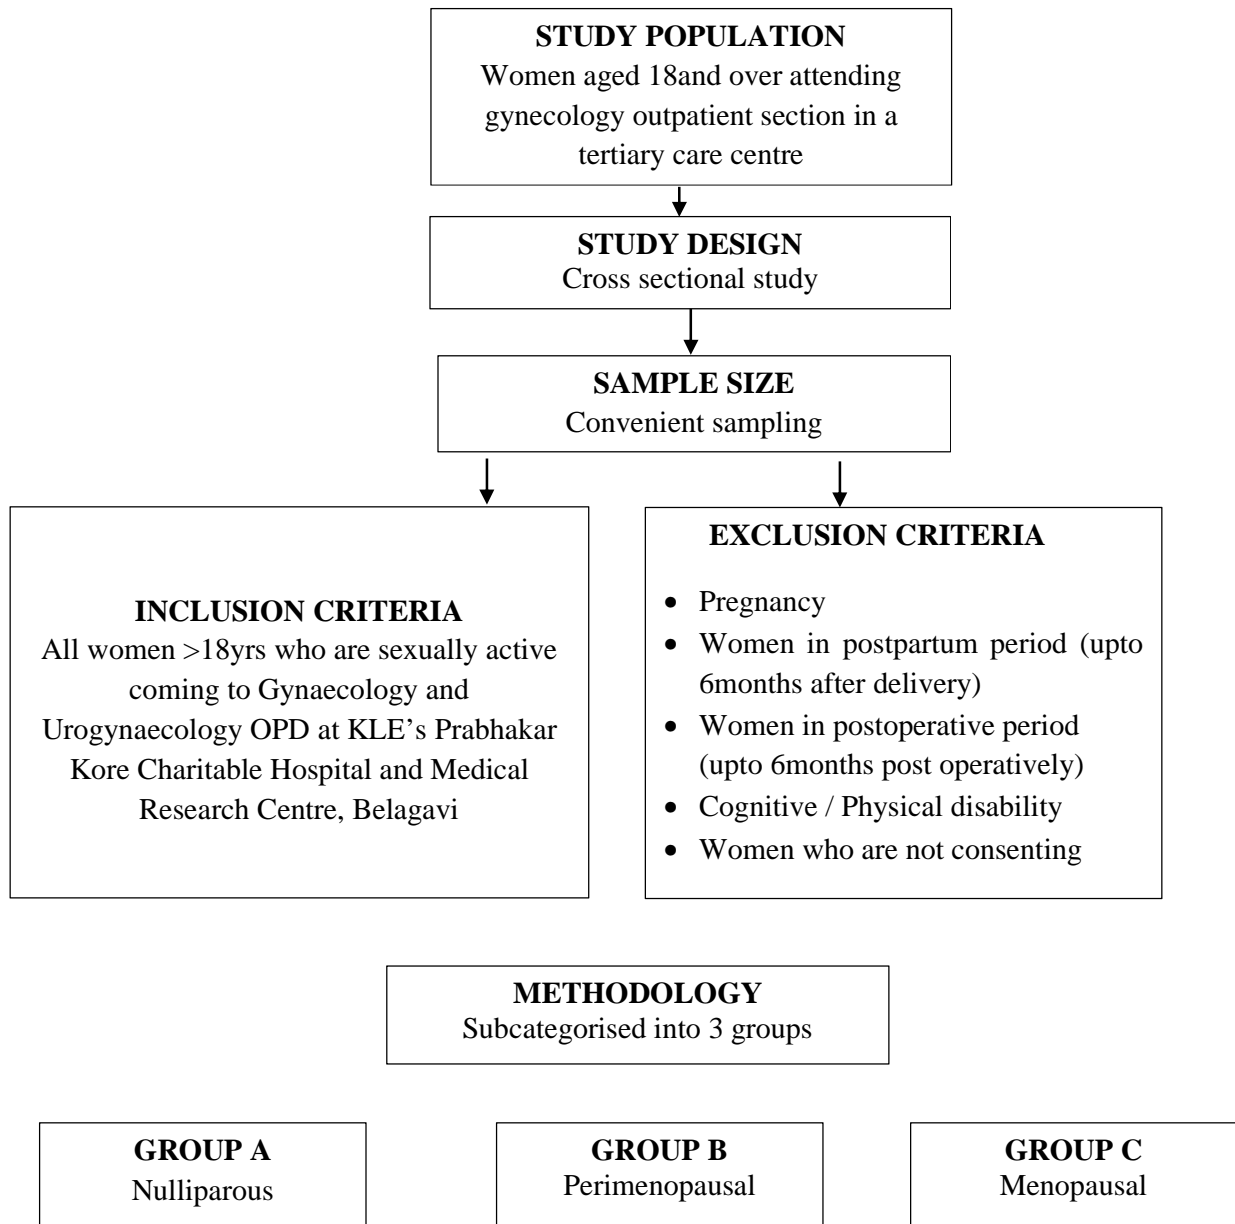 STUDY POPULATION
Women aged 18and over attending
gynecology outpatient section in a
tertiary care centre
STUDY DESIGN
Cross sectional study
SAMPLE SIZE
Convenient sampling
INCLUSION CRITERIA
All women >18yrs who are sexually active
coming to Gynaecology and
Urogynaecology OPD at KLE’s Prabhakar
Kore Charitable Hospital and Medical
Research Centre, Belagavi
EXCLUSION CRITERIA
• Pregnancy
• Women in postpartum period (upto
6months after delivery)
• Women in postoperative period
(upto 6months post operatively)
• Cognitive / Physical disability
• Women who are not consenting
METHODOLOGY
Subcategorised into 3 groups
GROUP A
Nulliparous
GROUP B
Perimenopausal
GROUP C
Menopausal